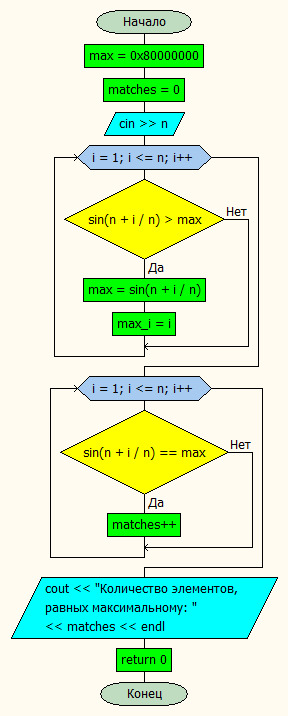 Начало
max = 0x80000000
matches = 0
cin >> n
i = 1; i <= n; i++
sin(n + i / n) > max
Нет
Да
max = sin(n + i / n)
max_i = i
i = 1; i <= n; i++
sin(n + i / n) == max
Нет
Да
matches++
cout << "Количество элементов,
равных максимальному: "
<< matches << endl
return 0
Конец